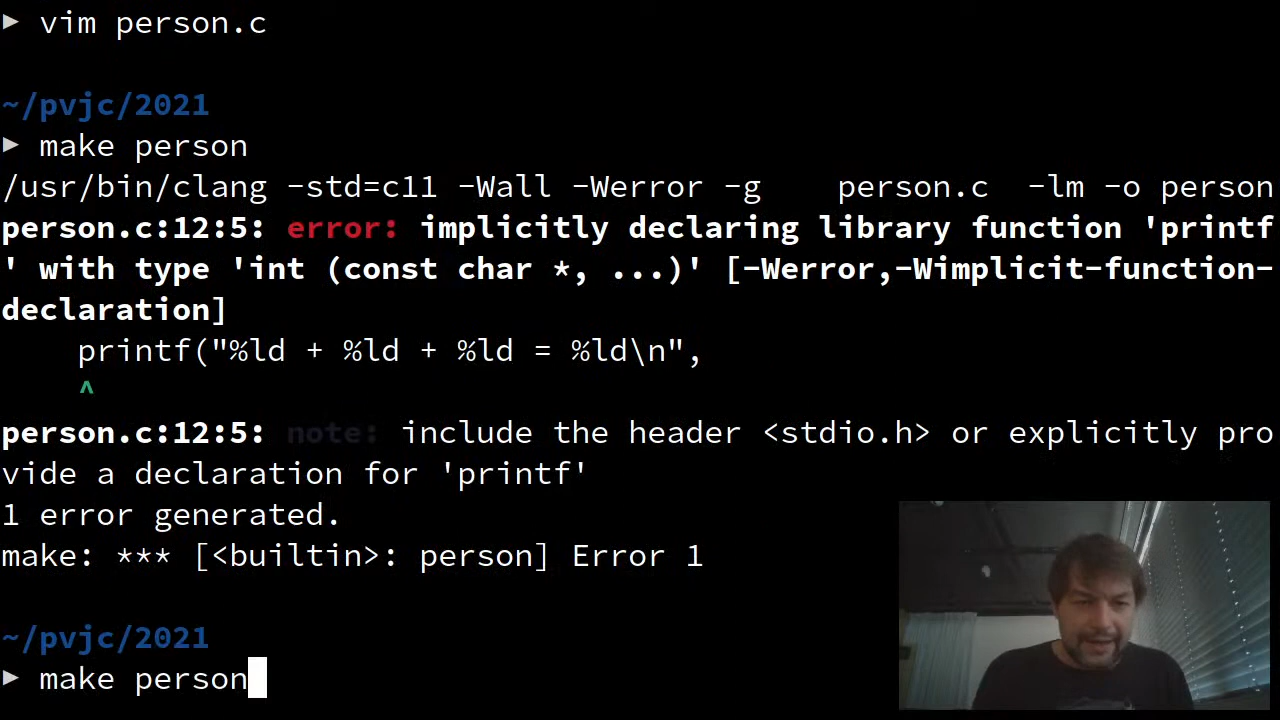 ▶ vim person.c
~/pvjc/2021
▶ make person
/usr/bin/clang -std=c11 -Wall -Werror -g    person.c  -lm -o person
person.c:12:5: error: implicitly declaring library function 'printf
' with type 'int (const char *, ...)' [-Werror,-Wimplicit-function-
declaration]
    printf("%ld + %ld + %ld = %ld\n",
    ^
person.c:12:5: note: include the header <stdio.h> or explicitly pro
vide a declaration for 'printf'
1 error generated.
make: *** [<builtin>: person] Error 1
~/pvjc/2021
▶ make person